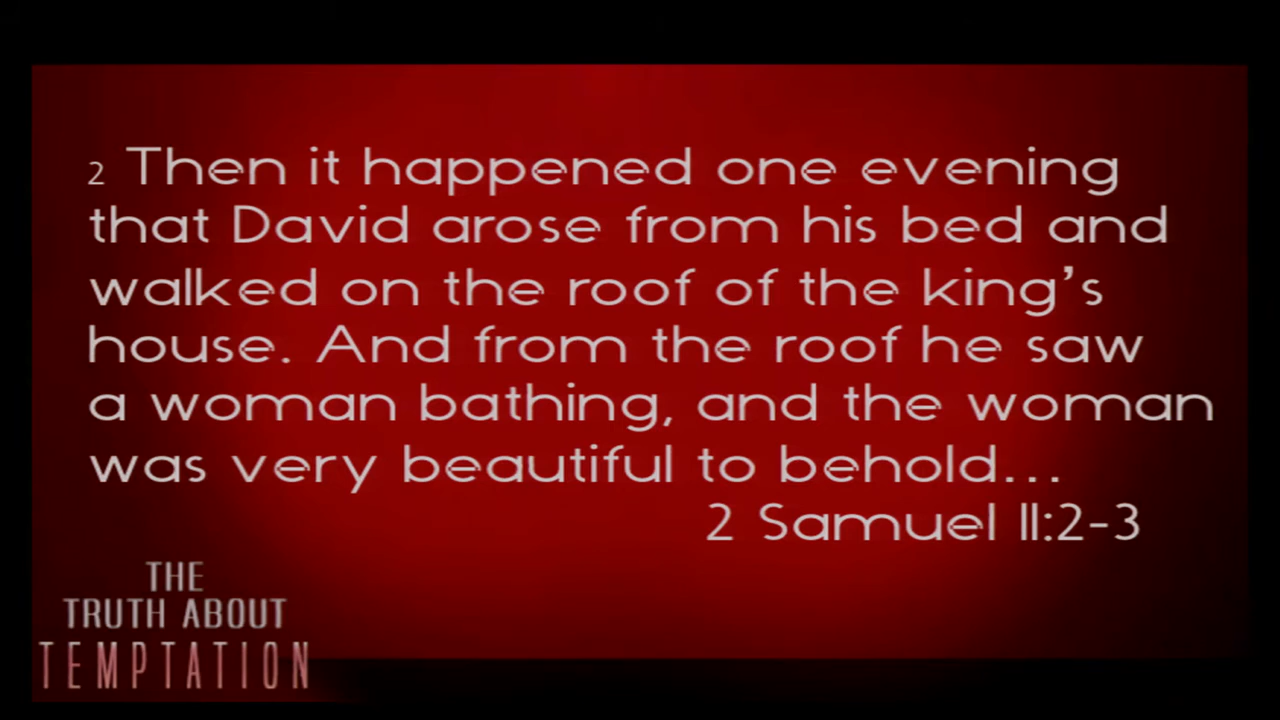 2 Then it happened one evening
that David arose from his bed and
walked on the roof of the king's
house. And from the roof he saw
a woman bathing, and the woman
was very beautiful to behold...
2 Samuel 11:2-3
THE
TRUTH ABOUT
TEMPTATION